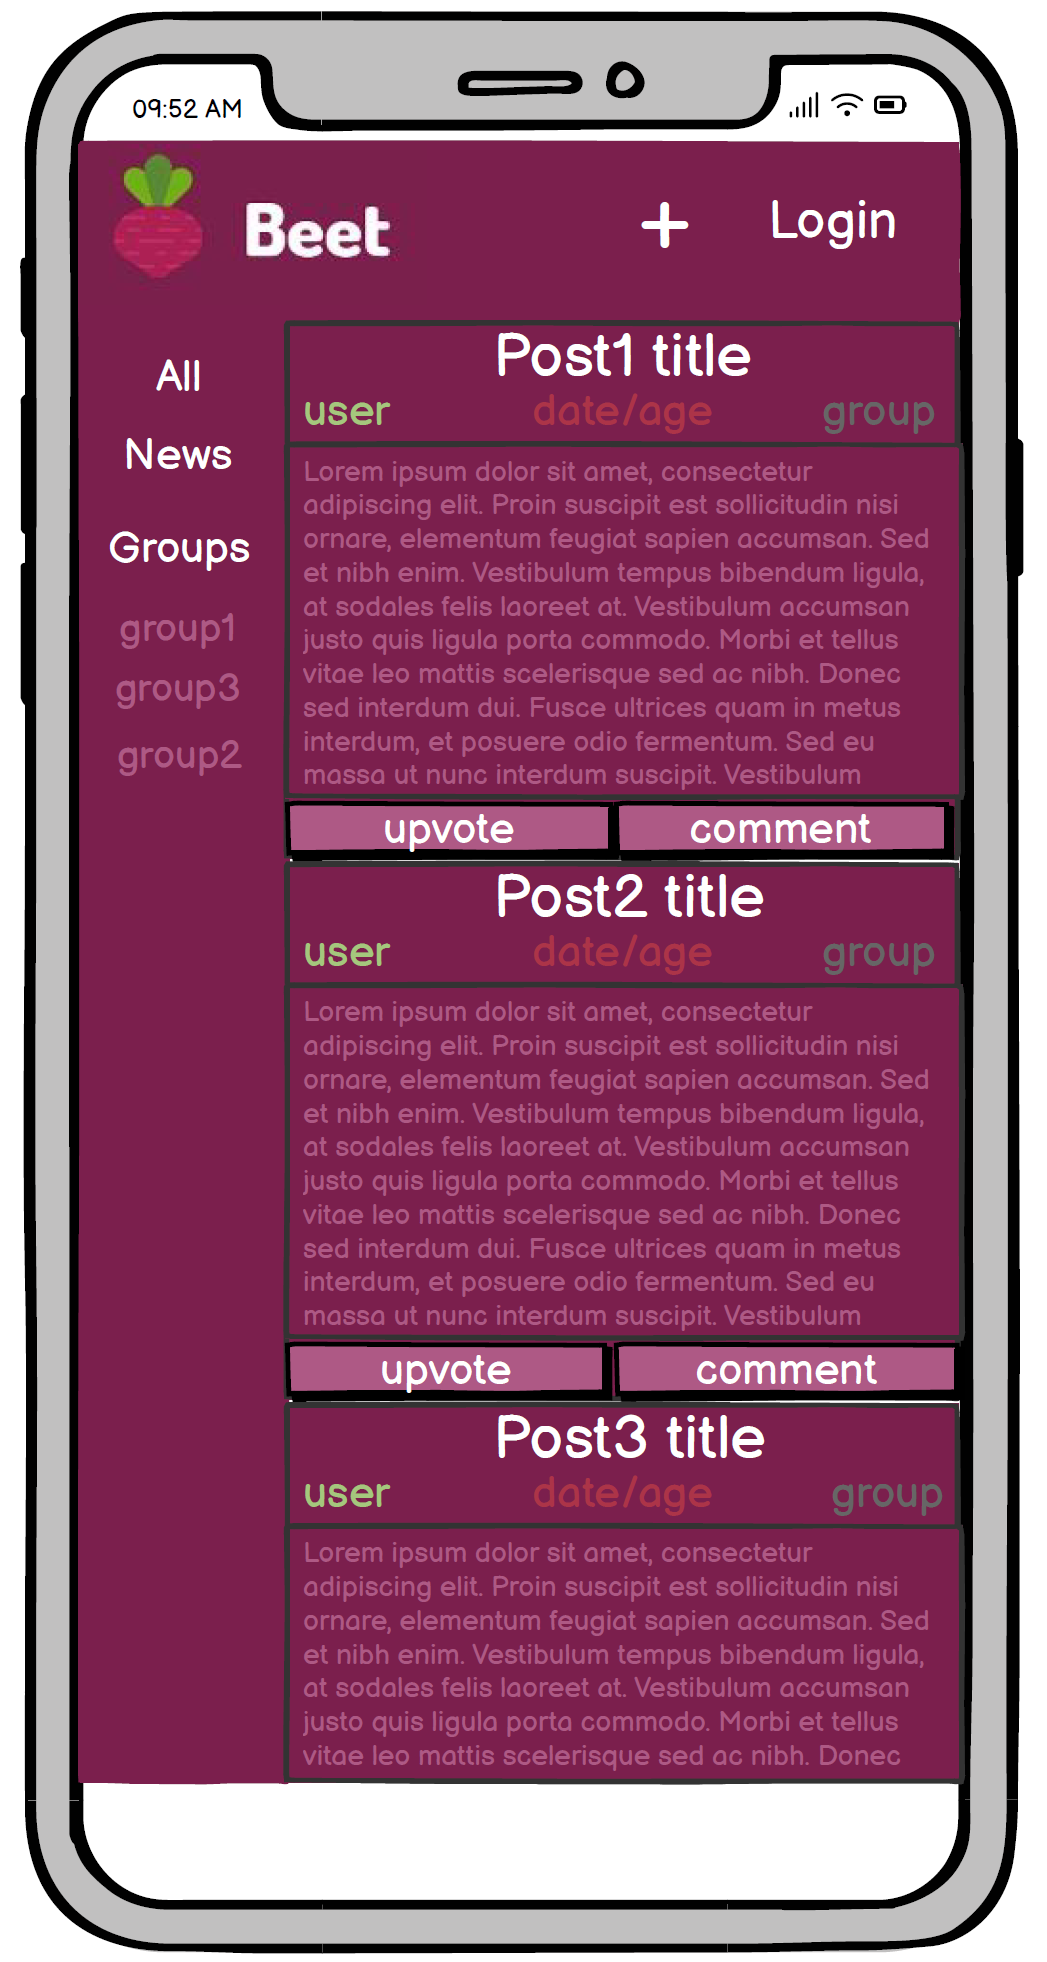 09:52 AM
Beet
+
Login
All
News
Groups
group1
group3
group2
Post1 title
user
date/age
group
Lorem ipsum dolor sit amet, consectetur
adipiscing elit. Proin suscipit est sollicitudin nisi
ornare, elementum feugiat sapien accumsan. Sed
et nibh enim. Vestibulum tempus bibendum ligula,
at sodales felis laoreet at. Vestibulum accumsan
justo quis ligula porta commodo. Morbi et tellus
vitae leo mattis scelerisque sed ac nibh. Donec
sed interdum dui. Fusce ultrices quam in metus
interdum, et posuere odio fermentum. Sed eu
massa ut nunc interdum suscipit. Vestibulum
upvote
comment
Post2 title
user
date/age
group
Lorem ipsum dolor sit amet, consectetur
adipiscing elit. Proin suscipit est sollicitudin nisi
ornare, elementum feugiat sapien accumsan. Sed
et nibh enim. Vestibulum tempus bibendum ligula,
at sodales felis laoreet at. Vestibulum accumsan
justo quis ligula porta commodo. Morbi et tellus
vitae leo mattis scelerisque sed ac nibh. Donec
sed interdum dui. Fusce ultrices quam in metus
interdum, et posuere odio fermentum. Sed eu
massa ut nunc interdum suscipit. Vestibulum
upvote
comment
Post3 title
user
date/age
group
Lorem ipsum dolor sit amet, consectetur
adipiscing elit. Proin suscipit est sollicitudin nisi
ornare, elementum feugiat sapien accumsan. Sed
et nibh enim. Vestibulum tempus bibendum ligula,
at sodales felis laoreet at. Vestibulum accumsan
justo quis ligula porta commodo. Morbi et tellus
vitae leo mattis scelerisque sed ac nibh. Donec